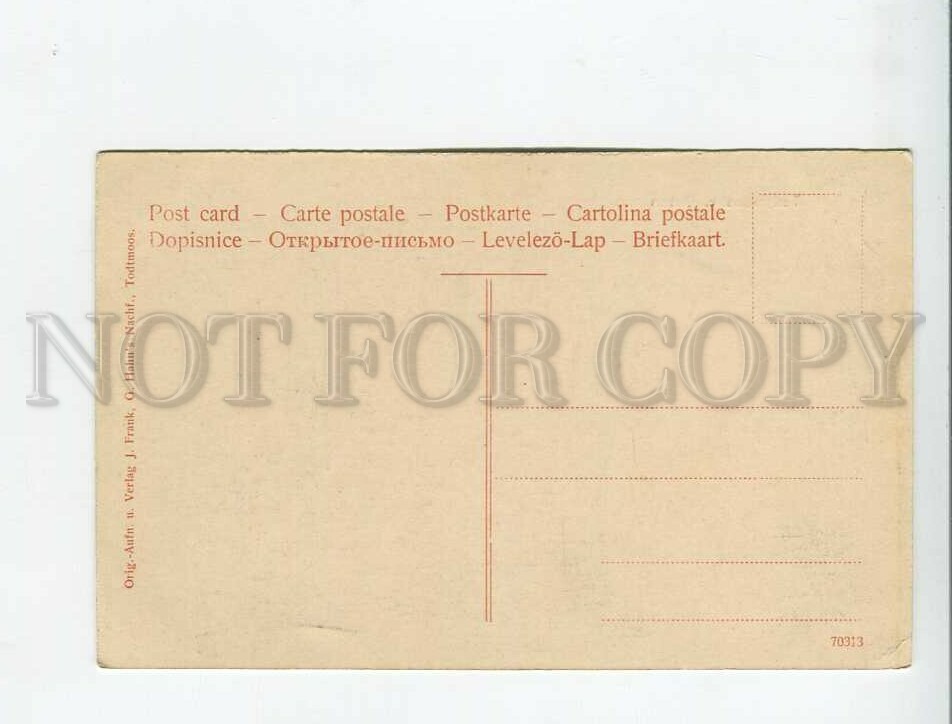 Post card – Carte postale – Postkarte – Cartolina postale
Dopisnice – Открытое-письмо – Levelezõ-Lap – Briefkaart.
Orig.-Aufn. u. Verlag J. Frank, G. Hahn's Nachf., Todtmoos.
NOT FOR COPY
70313